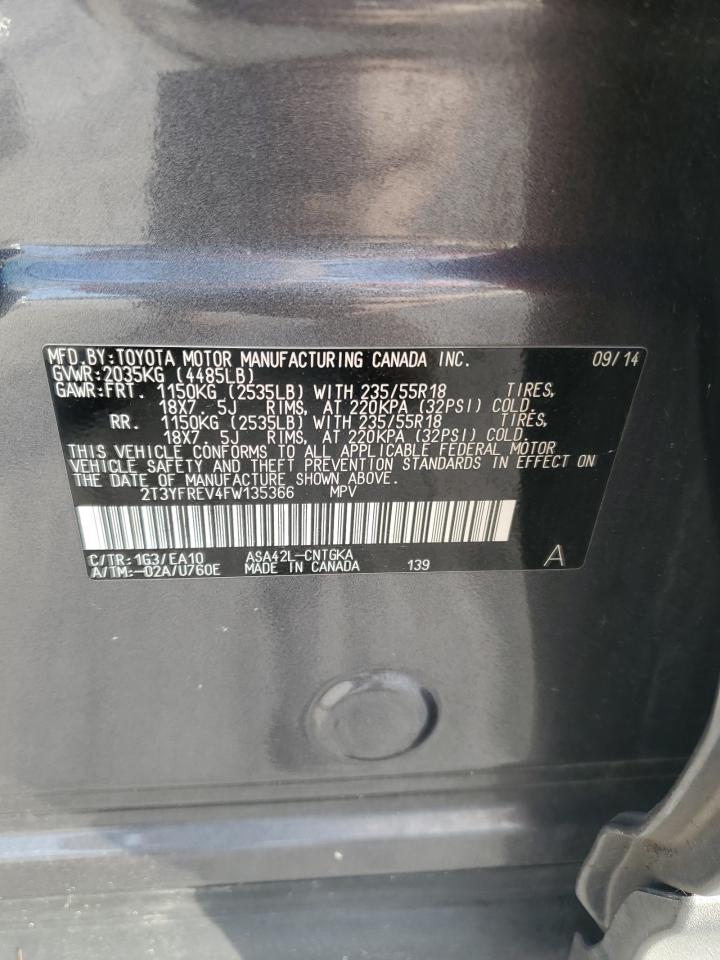 MFD.BY:TOYOTA MOTOR MANUFACTURING CANADA INC. 09/14
GVWR:2035KG (4485LB)
GAWR:FRT. 1150KG (2535LB) WITH 235/55R18 TIRES,
18X7. 5J RIMS, AT 220KPA (32PSI) COLD.
RR. 1150KG (2535LB) WITH 235/55R18 TIRES,
18X7. 5J RIMS, AT 220KPA (32PSI) COLD.
THIS VEHICLE CONFORMS TO ALL APPLICABLE FEDERAL MOTOR
VEHICLE SAFETY AND THEFT PREVENTION STANDARDS IN EFFECT ON
THE DATE OF MANUFACTURE SHOWN ABOVE.
2T3YFREV4FW135366 MPV
C/TR:1G3/EA10 ASA42L-CNTGKA A
A/TM:-02A/U760E MADE IN CANADA 139